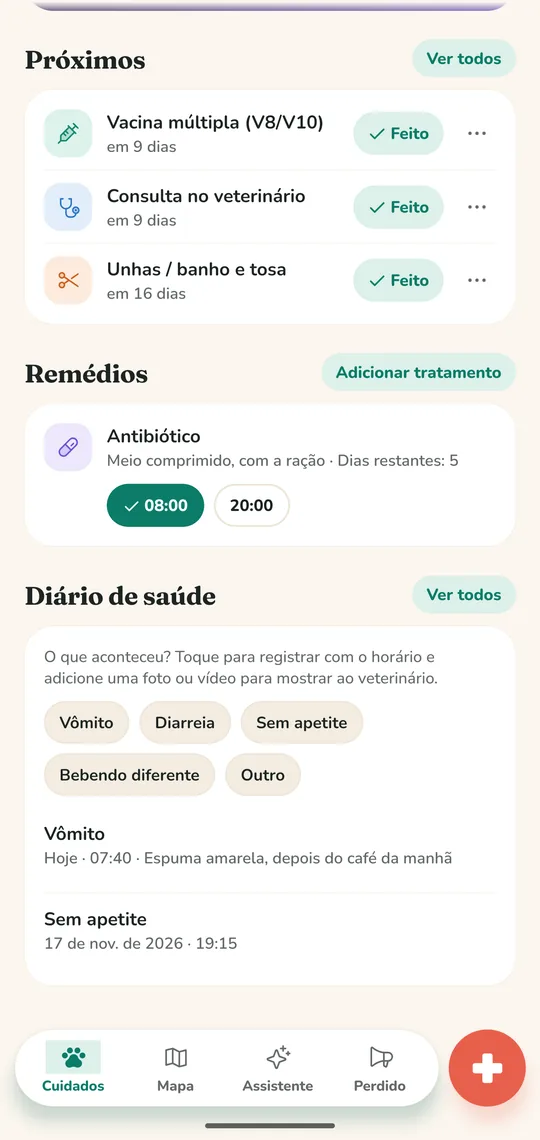 Próximos
Ver todos
Vacina múltipla (V8/V10)
em 9 dias
Feito
Consulta no veterinário
em 9 dias
Feito
Unhas / banho e tosa
em 16 dias
Feito
Remédios
Adicionar tratamento
Antibiótico
Meio comprimido, com a ração · Dias restantes: 5
08:00
20:00
Diário de saúde
Ver todos
O que aconteceu? Toque para registrar com o horário e
adicione uma foto ou vídeo para mostrar ao veterinário.
Vômito
Diarreia
Sem apetite
Bebendo diferente
Outro
Vômito
Hoje · 07:40 · Espuma amarela, depois do café da manhã
Sem apetite
17 de nov. de 2026 · 19:15
Cuidados
Mapa
Assistente
Perdido